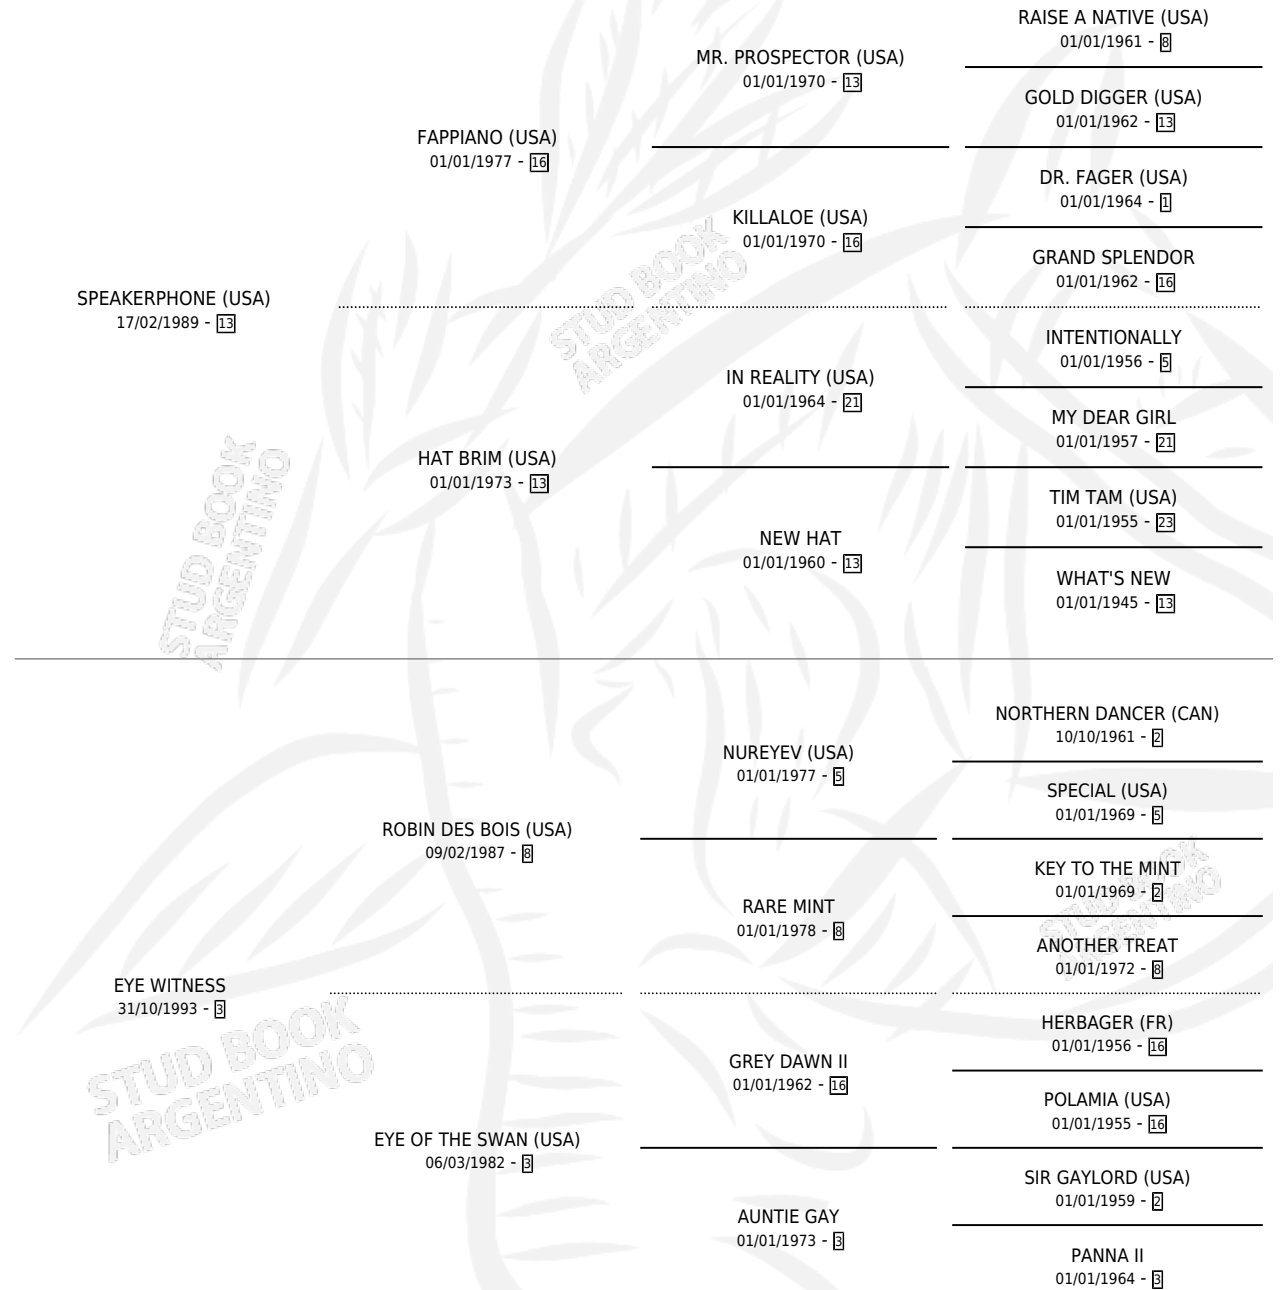 RAISE A NATIVE (USA)
01/01/1961 - 8
MR. PROSPECTOR (USA)
01/01/1970 - 13
GOLD DIGGER (USA)
01/01/1962 - 13
FAPPIANO (USA)
01/01/1977 - 16
DR. FAGER (USA)
01/01/1964 - 1
KILLALOE (USA)
01/01/1970 - 16
GRAND SPLENDOR
01/01/1962 - 16
SPEAKERPHONE (USA)
17/02/1989 - 13
INTENTIONALLY
01/01/1956 - 5
IN REALITY (USA)
01/01/1964 - 21
MY DEAR GIRL
01/01/1957 - 21
HAT BRIM (USA)
01/01/1973 - 13
TIM TAM (USA)
01/01/1955 - 23
NEW HAT
01/01/1960 - 13
WHAT'S NEW
01/01/1945 - 13
NORTHERN DANCER (CAN)
10/10/1961 - 2
NUREYEV (USA)
01/01/1977 - 5
SPECIAL (USA)
01/01/1969 - 5
ROBIN DES BOIS (USA)
09/02/1987 - 8
KEY TO THE MINT
01/01/1969 - 2
RARE MINT
01/01/1978 - 8
ANOTHER TREAT
01/01/1972 - 8
EYE WITNESS
31/10/1993 - 3
HERBAGER (FR)
01/01/1956 - 16
GREY DAWN II
01/01/1962 - 16
POLAMIA (USA)
01/01/1955 - 16
EYE OF THE SWAN (USA)
06/03/1982 - 3
SIR GAYLORD (USA)
01/01/1959 - 2
AUNTIE GAY
01/01/1973 - 3
PANNA II
01/01/1964 - 3
STUD BOOK
ARGENTINO
STUD BOOK
ARGENTINO
STUD BOOK
ARGENTINO
STUD BOOK
ARGENTINO